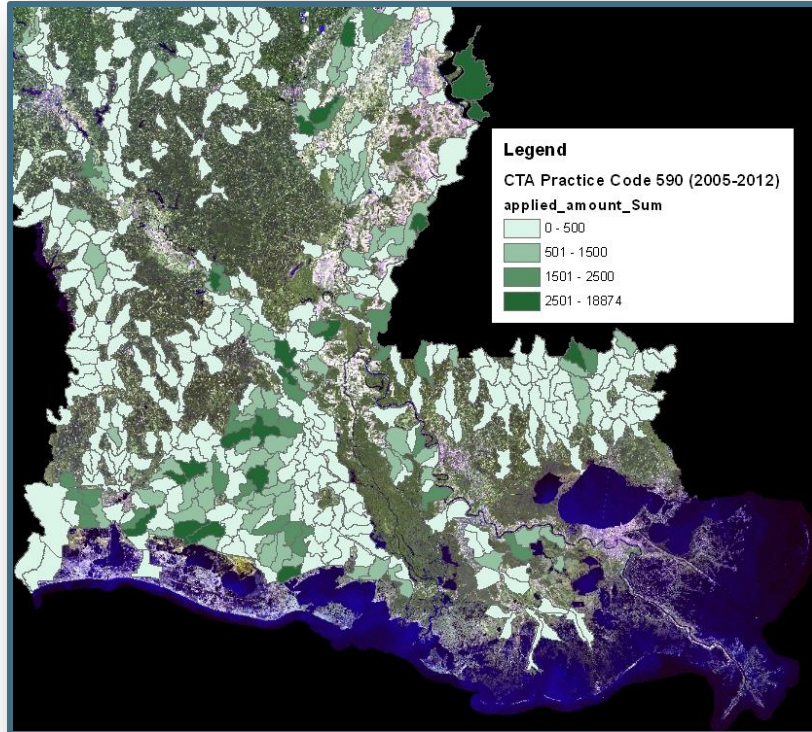 Legend
CTA Practice Code 590 (2005-2012)
applied_amount_Sum
0 - 500
501 - 1500
1501 - 2500
2501 - 18874